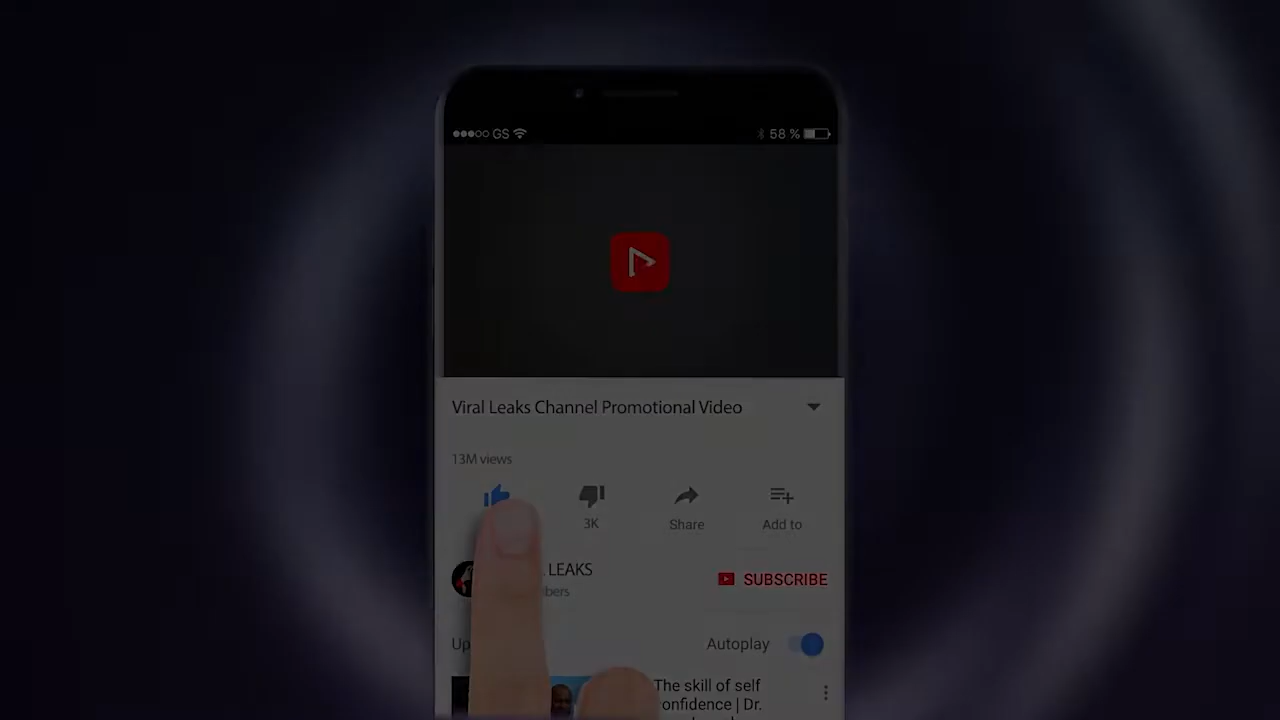 GS 58 %
Viral Leaks Channel Promotional Video
13M views
3K Share Add to
LEAKS
SUBSCRIBE
Autoplay
The skill of self
confidence | Dr.